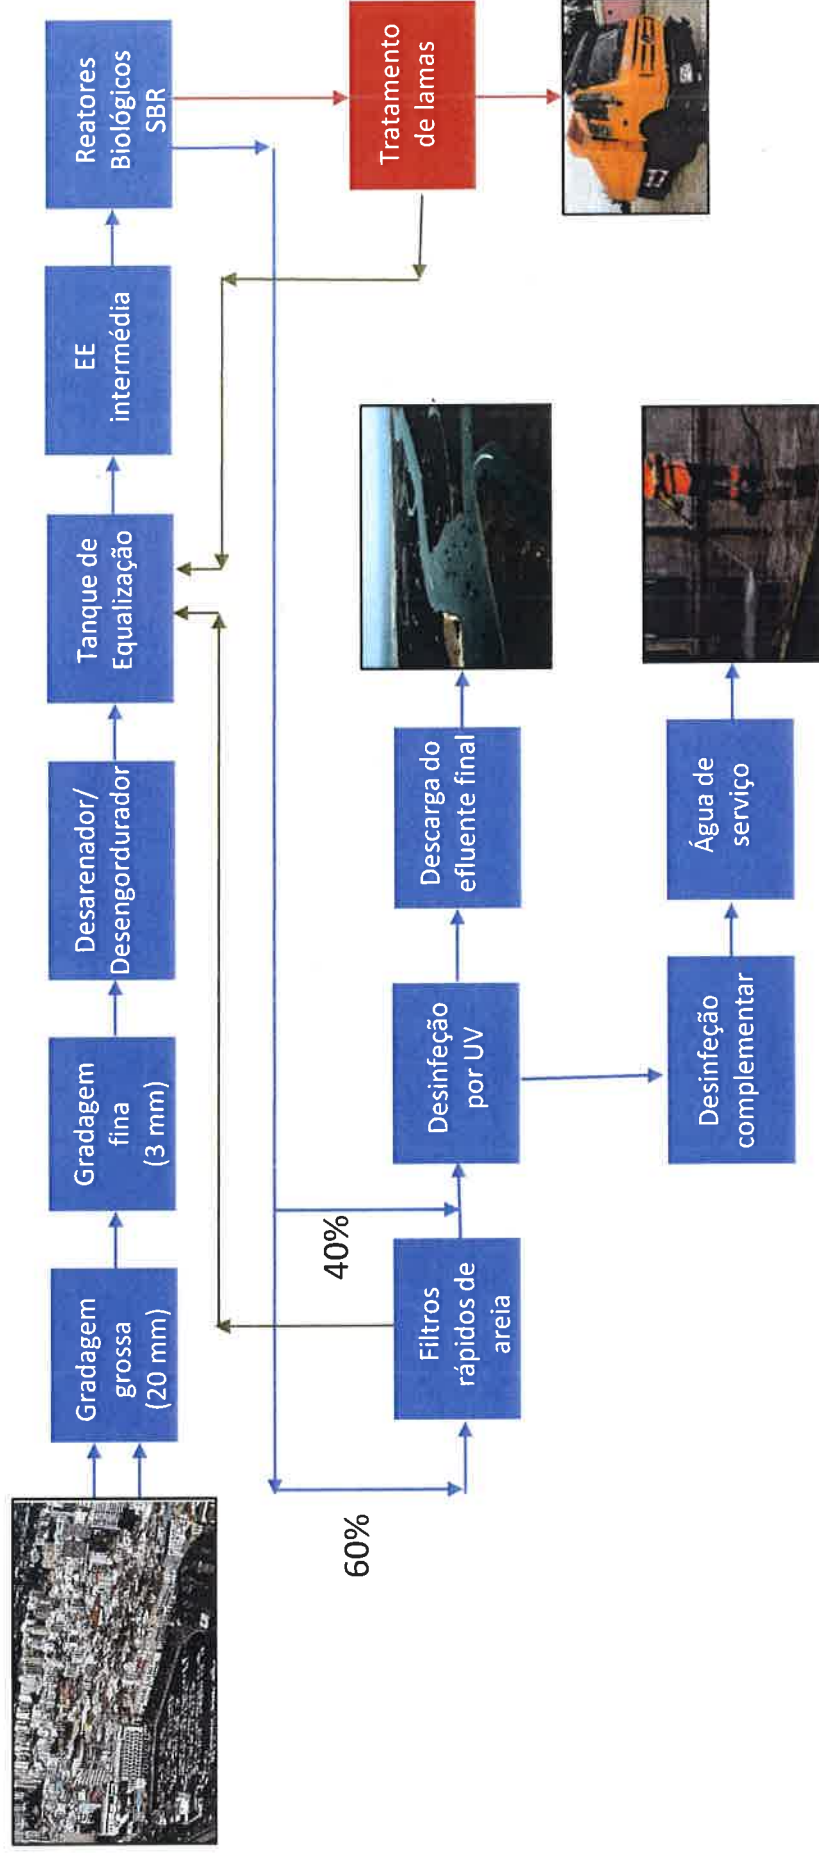 Gradagem
grossa
(20 mm)
Gradagem
fina
(3 mm)
Desarenador/
Desengordurador
Tanque de
Equalização
EE
intermédia
Reatores
Biológicos
SBR
60%
40%
Filtros
rápidos de
areia
Desinfeção
por UV
Descarga do
efluente final
Tratamento
de lamas
Desinfeção
complementar
Água de
serviço
17